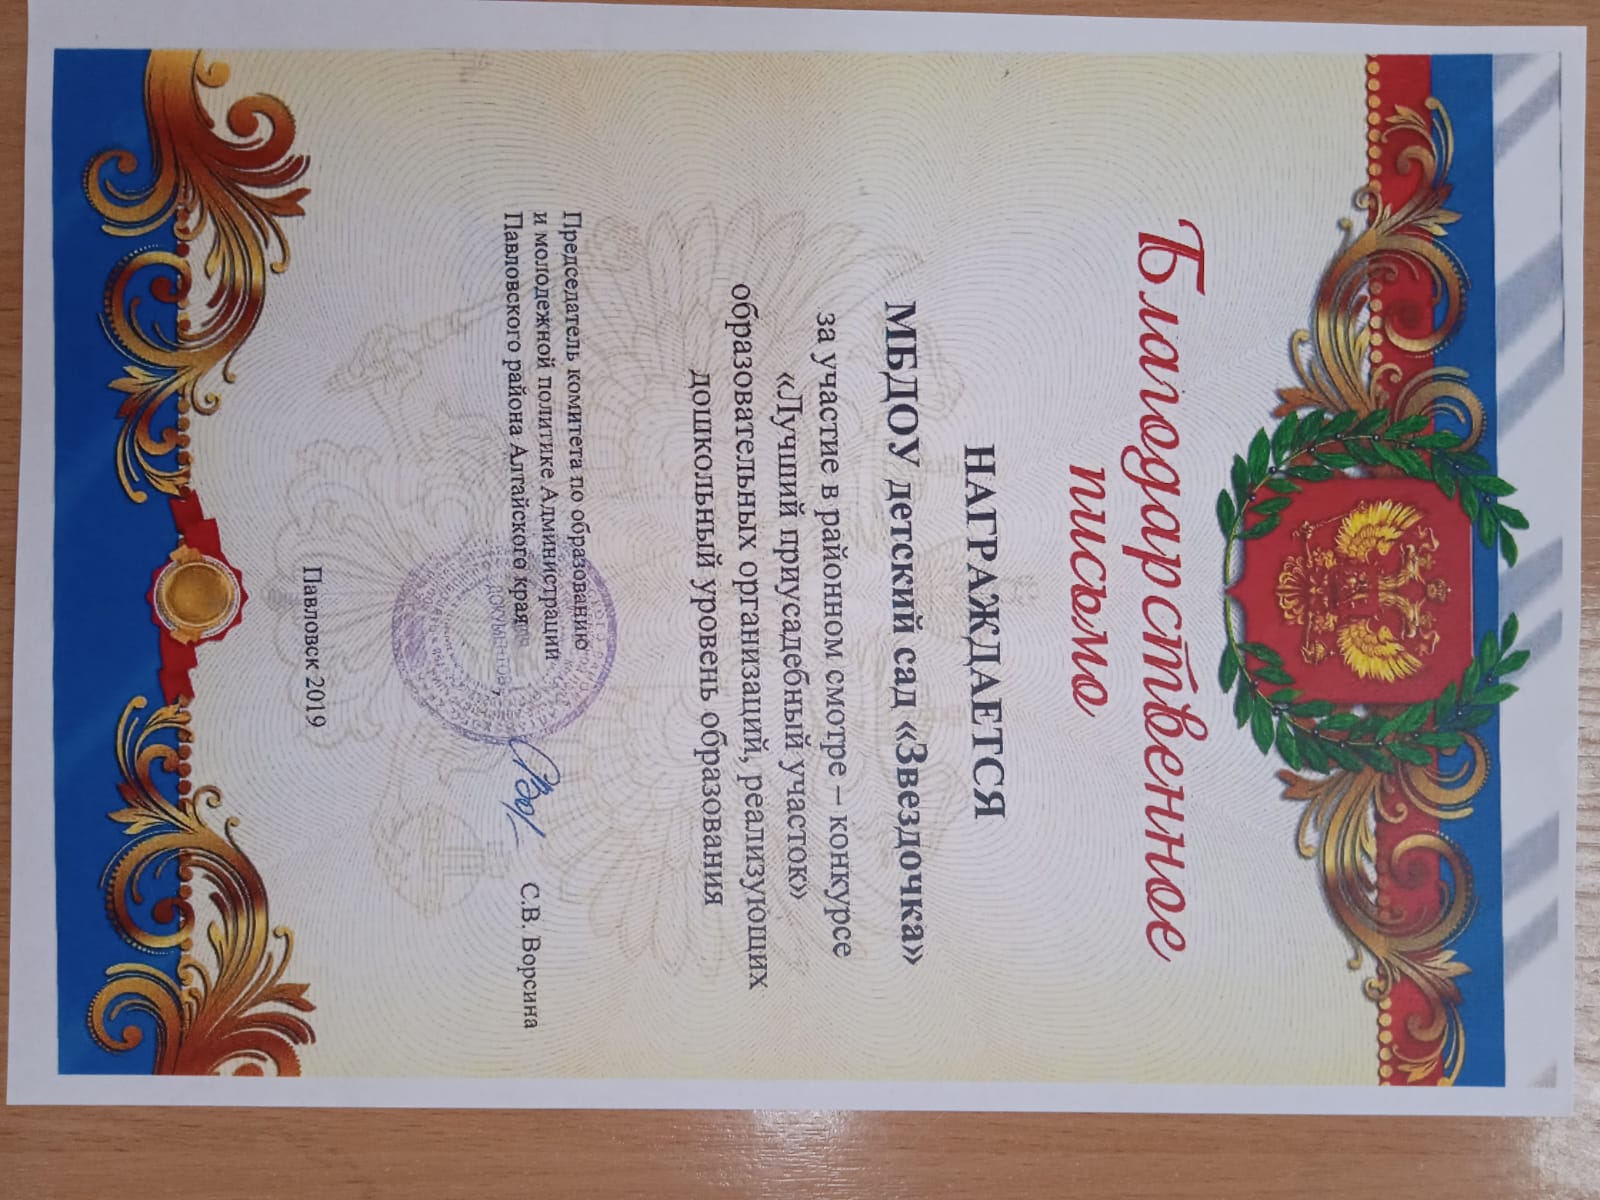 Благодарственное
письмо
НАГРАЖДАЕТСЯ
МБДОУ детский сад «Звездочка»
за участие в районном смотре – конкурсе
«Лучший приусадебный участок»
образовательных организаций, реализующих
дошкольный уровень образования
Председатель комитета по образованию
и молодежной политике Администрации
Павловского района Алтайского края
С.В. Ворсина
ДОКУМЕНТОВ
Павловск 2019